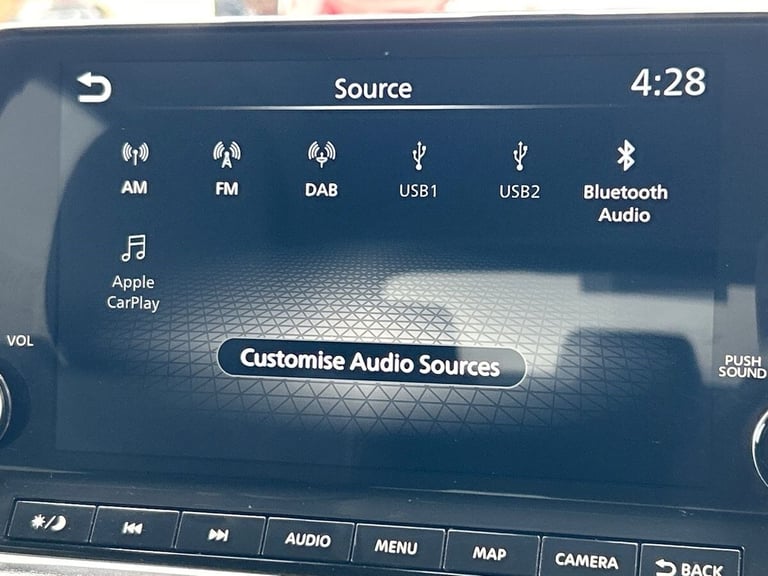 Source
4:28
AM
FM
DAB
USB1
USB2
Bluetooth
Audio
Apple
CarPlay
VOL
Customise Audio Sources
PUSH
SOUND
AUDIO
MENU
MAP
CAMERA
BACK